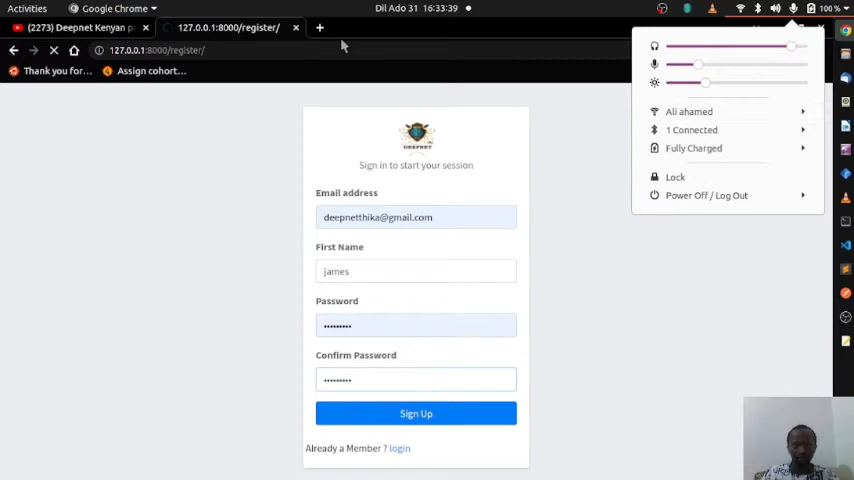 Activities
Google Chrome
Dil Ado 31 16:33:39
100 %
(2273) Deepnet Kenyan pr
127.0.0.1:8000/register/
127.0.0.1:8000/register/
Thank you for…
Assign cohort…
DEEPNET
Sign in to start your session
Email address
deepnetthika@gmail.com
First Name
james
Password
•••••••••
Confirm Password
•••••••••
Sign Up
Already a Member ? login
Ali ahamed
1 Connected
Fully Charged
Lock
Power Off / Log Out